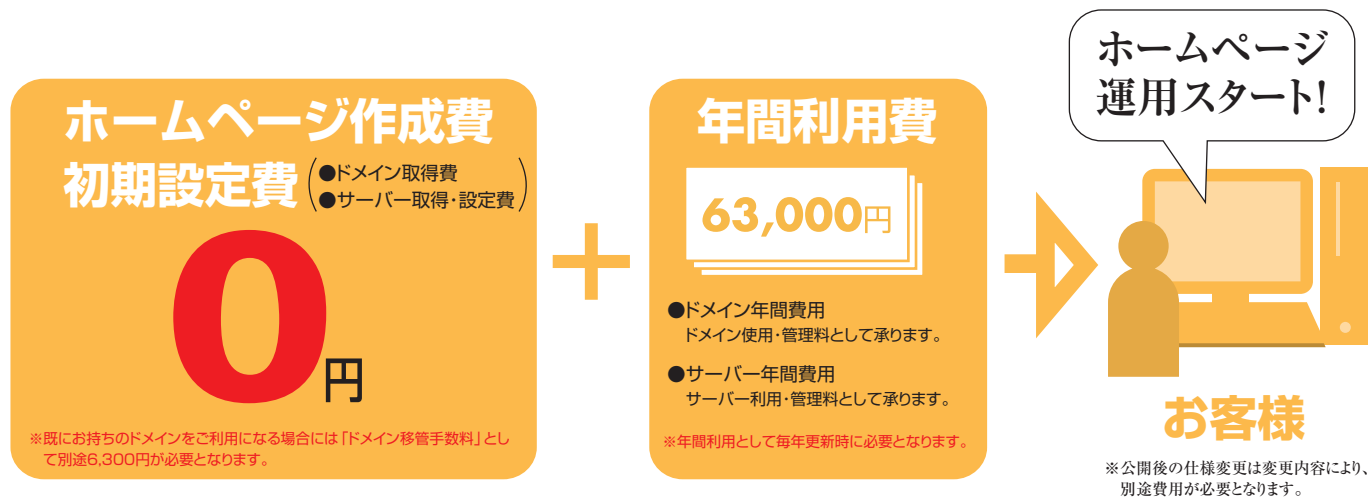 ホームページ作成費
初期設定費(●ドメイン取得費
●サーバー取得・設定費)
0円
※既にお持ちのドメインをご利用になる場合には「ドメイン移管手数料」とし
て別途6,300円が必要となります。
+
年間利用費
63,000円
●ドメイン年間費用
ドメイン使用・管理料として承ります。
●サーバー年間費用
サーバー利用・管理料として承ります。
※年間利用として毎年更新時に必要となります。
ホームページ
運用スタート!
お客様
※公開後の仕様変更は変更内容により、
別途費用が必要となります。